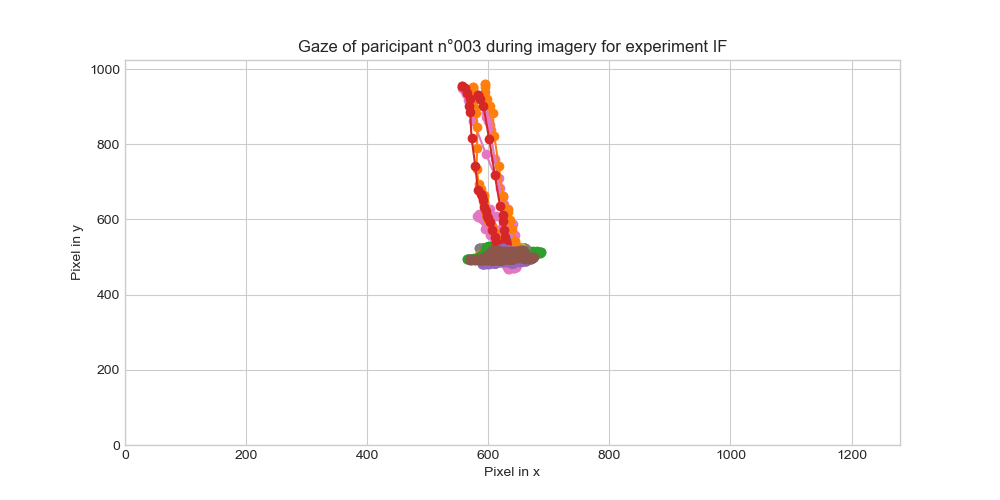 Gaze of paricipant n°003 during imagery for experiment IF
1000
800
600
400
200
0
Pixel in y
0 200 400 600 800 1000 1200
Pixel in x